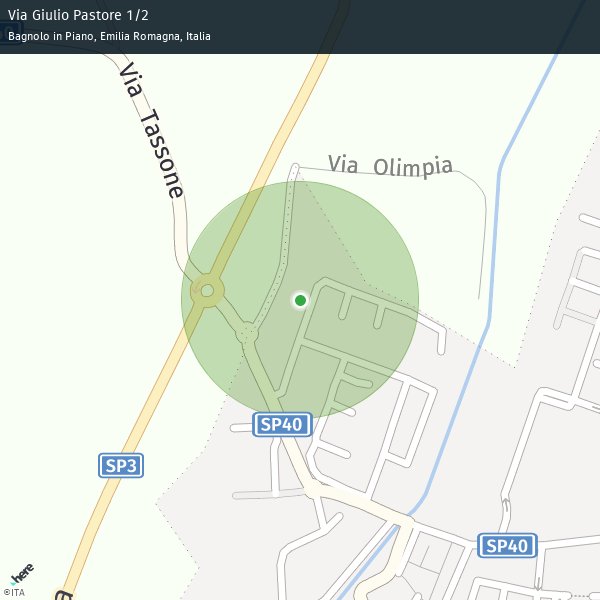 Via Giulio Pastore 1/2
Bagnolo in Piano, Emilia Romagna, Italia
Via Tassone
Via Olimpia
SP40
SP3
SP40
a
here
©ITA